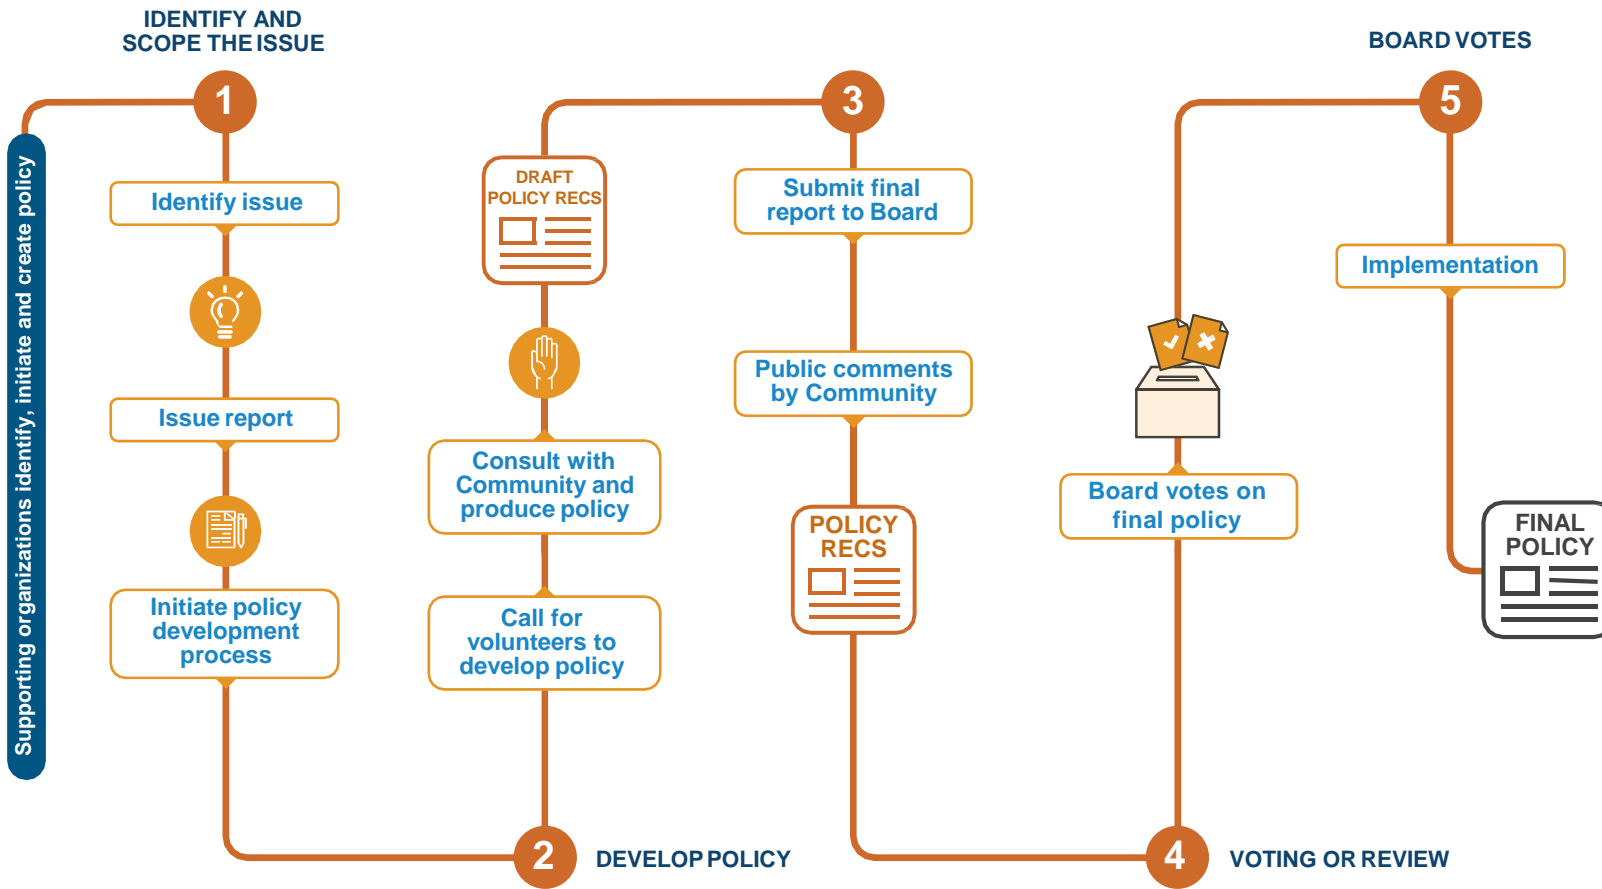 Supporting organizations identify, initiate and create policy
IDENTIFY AND
SCOPE THE ISSUE
1
Identify issue
Issue report
Initiate policy
development
process
2
DEVELOP POLICY
Call for
volunteers to
develop policy
Consult with
Community and
produce policy
DRAFT
POLICY RECS
3
Submit final
report to Board
Public comments
by Community
POLICY
RECS
4
VOTING OR REVIEW
Board votes on
final policy
BOARD VOTES
5
Implementation
FINAL
POLICY